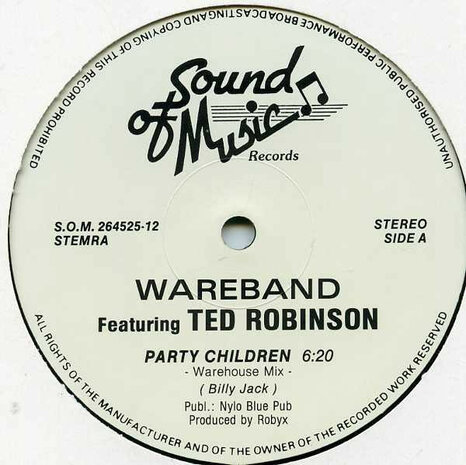 UNAUTHORISED PUBLIC PERFORMANCE BROADCASTING AND COPYING OF THIS RECORD PROHIBITED
Sound
of Music
Records
S.O.M. 264525-12
STEMRA
STEREO
SIDE A
WAREBAND
Featuring TED ROBINSON
PARTY CHILDREN 6:20
- Warehouse Mix -
( Billy Jack )
Publ.: Nylo Blue Pub
Produced by Robyx
ALL RIGHTS OF THE MANUFACTURER AND OF THE OWNER OF THE RECORDED WORK RESERVED